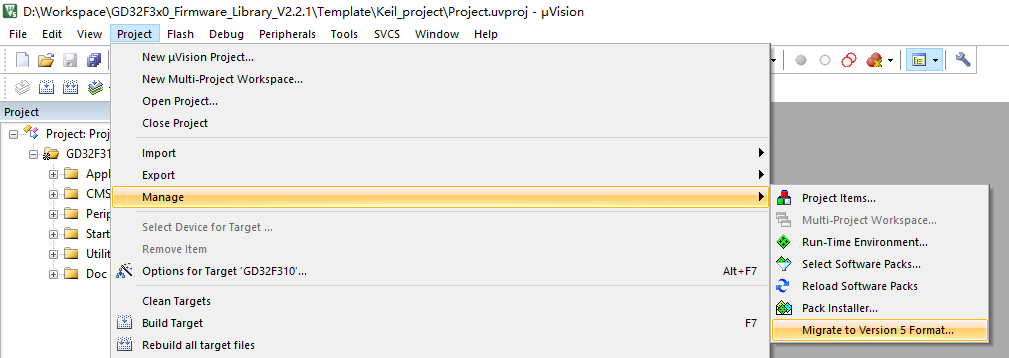 D:\Workspace\GD32F3x0_Firmware_Library_V2.2.1\Template\Keil_project\Project.uvproj - µVision
File Edit View Project Flash Debug Peripherals Tools SVCS Window Help
New µVision Project...
New Multi-Project Workspace...
Open Project...
Close Project
Import
Export
Manage
Select Device for Target ...
Remove Item
Options for Target 'GD32F310'... Alt+F7
Clean Targets
Build Target F7
Rebuild all target files
Project
Project: Proj
GD32F31
Appl
CMS
Perip
Start
Utilit
Doc
Project Items...
Multi-Project Workspace...
Run-Time Environment...
Select Software Packs...
Reload Software Packs
Pack Installer...
Migrate to Version 5 Format...